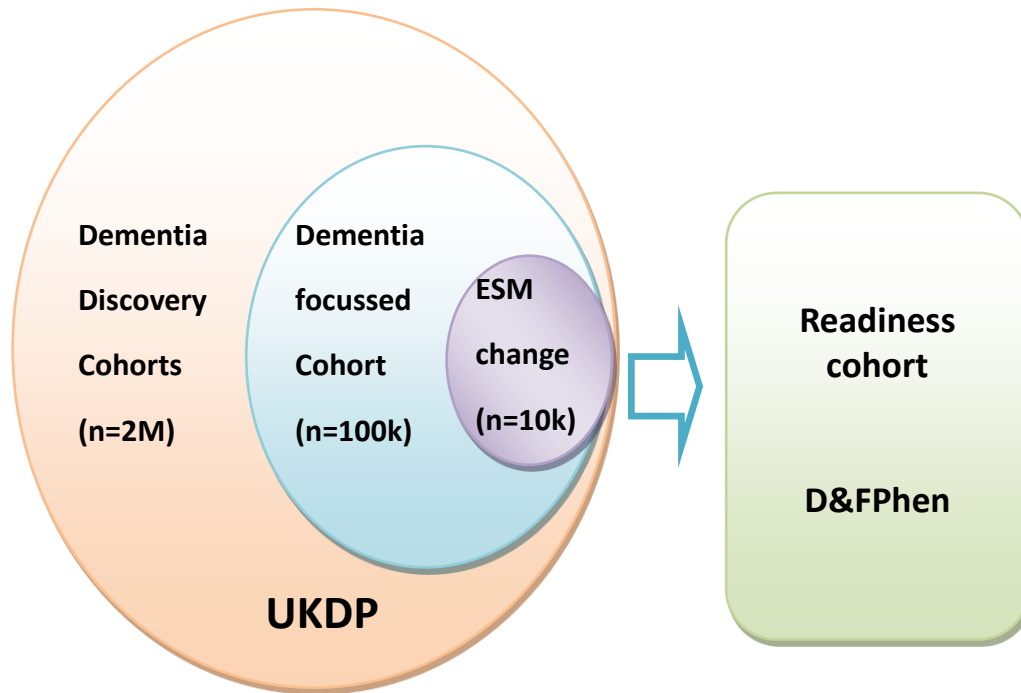 Dementia
Discovery
Cohorts
(n=2M)
Dementia
focussed
Cohort
(n=100k)
ESM
change
(n=10k)
UKDP
Readiness
cohort
D&FPhen